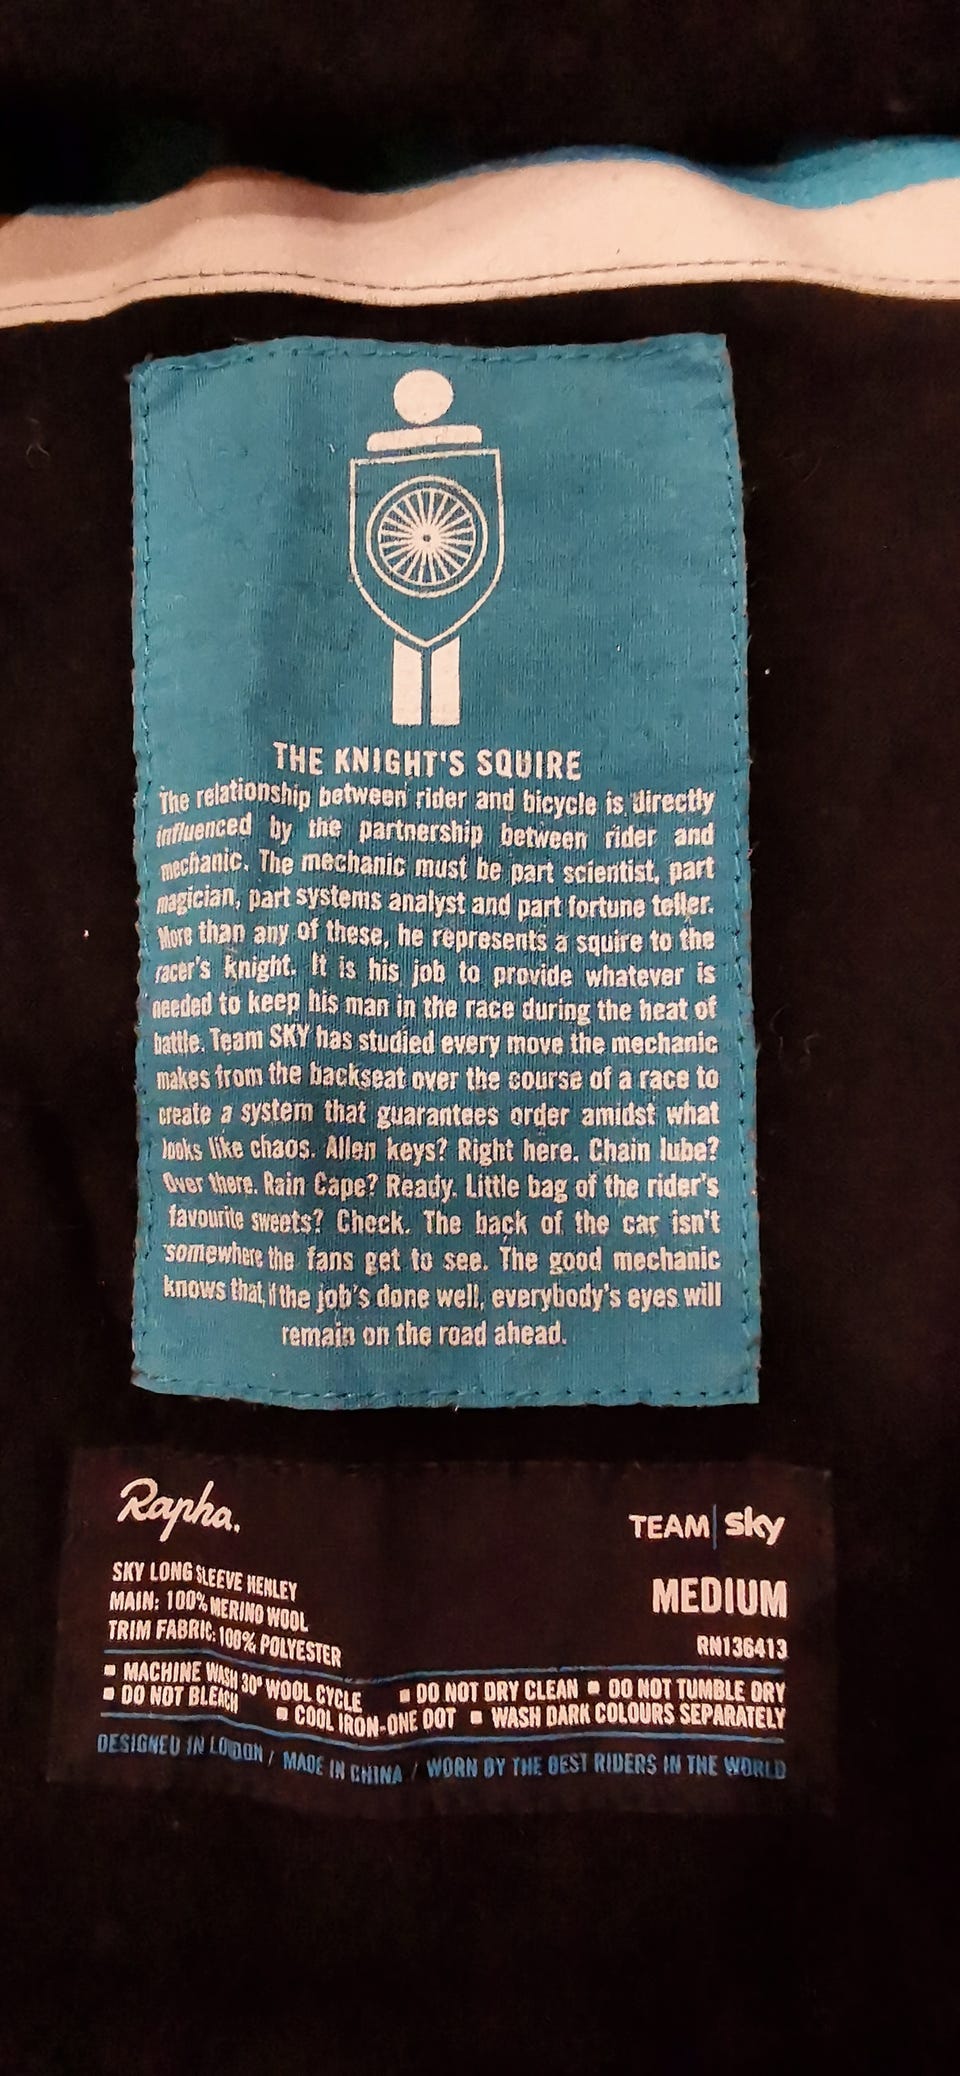 THE KNIGHT'S SQUIRE
The relationship between rider and bicycle is directly
influenced by the partnership between rider and
mechanic. The mechanic must be part scientist, part
magician, part systems analyst and part fortune teller.
More than any of these, he represents a squire to the
racer's knight. It is his job to provide whatever is
needed to keep his man in the race during the heat of
battle. Team SKY has studied every move the mechanic
makes from the backseat over the course of a race to
create a system that guarantees order amidst what
looks like chaos. Allen keys? Right here. Chain lube?
Over there. Rain Cape? Ready. Little bag of the rider's
favourite sweets? Check. The back of the car isn't
somewhere the fans get to see. The good mechanic
knows that, if the job's done well, everybody's eyes will
remain on the road ahead.
Rapha.
TEAM sky
SKY LONG SLEEVE HENLEY
MAIN: 100% MERINO WOOL
TRIM FABRIC: 100% POLYESTER
MEDIUM
RN136413
▪ MACHINE WASH 30° WOOL CYCLE ▪ DO NOT DRY CLEAN ▪ DO NOT TUMBLE DRY
▪ DO NOT BLEACH ▪ COOL IRON-ONE DOT ▪ WASH DARK COLOURS SEPARATELY
DESIGNED IN LONDON / MADE IN CHINA / WORN BY THE BEST RIDERS IN THE WORLD